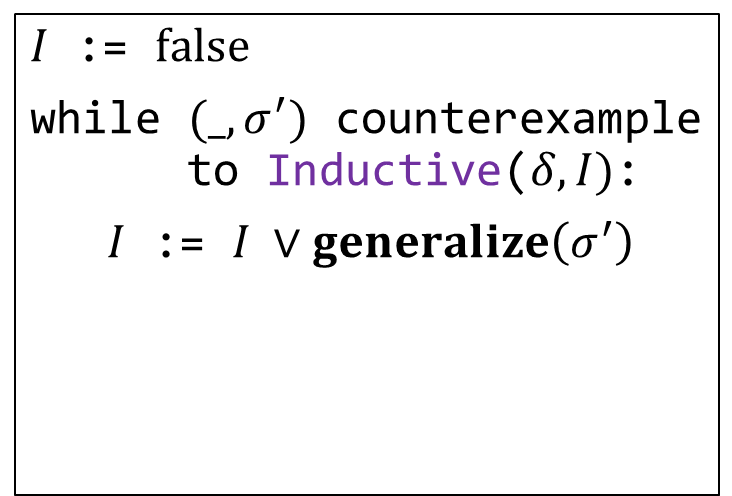 I := false
while (_, σ′) counterexample
to Inductive(δ, I):
I := I ∨ generalize(σ′)